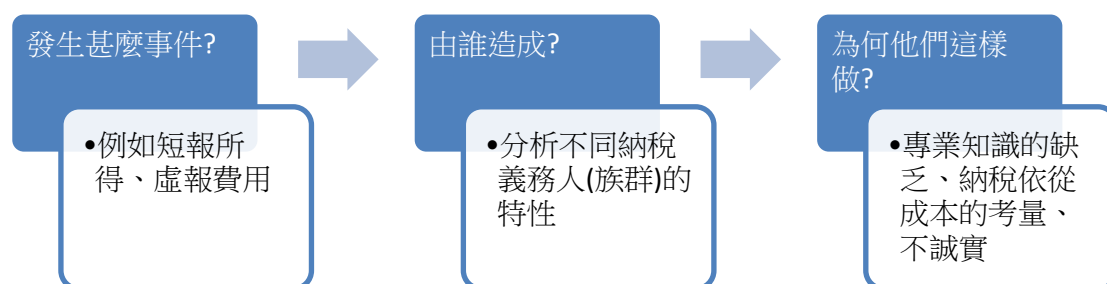 發生甚麼事件?
•例如短報所
得、虛報費用
由誰造成?
•分析不同納稅
義務人(族群)的
特性
為何他們這樣
做?
•專業知識的缺
乏、納稅依從
成本的考量、
不誠實